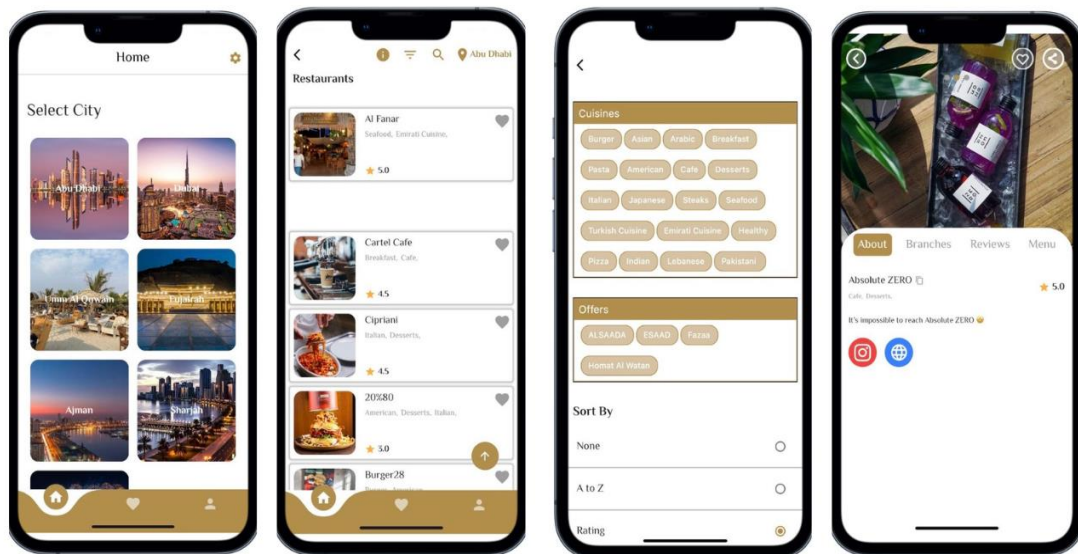 Home
Select City
Abu Dhabi
Dubai
Umm Al Quwain
Fujairah
Ajman
Sharjah
Abu Dhabi
Restaurants
Al Fanar
Seafood, Emirati Cuisine,
5.0
Cartel Cafe
Breakfast, Cafe,
4.5
Cipriani
Italian, Desserts,
4.5
20%80
American, Desserts, Italian,
5.0
Burger28
Cuisines
Burger Asian Arabic Breakfast
Pasta American Cafe Desserts
Italian Japanese Steaks Seafood
Turkish Cuisine Emirati Cuisine Healthy
Pizza Indian Lebanese Pakistani
Offers
ALSAADA ESAAD Fazaa
Homat Al Watan
Sort By
None
A to Z
Rating
About Branches Reviews Menu
Absolute ZERO
5.0
Cafe, Desserts,
It's impossible to reach Absolute ZERO 😄